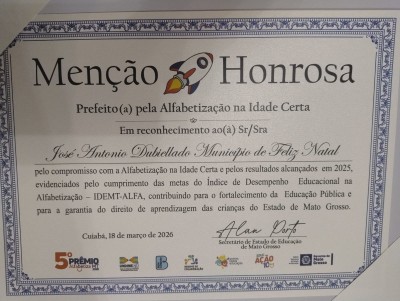 Menção Honrosa
Prefeito(a) pela Alfabetização na Idade Certa
Em reconhecimento ao(à) Sr/Sra
José Antonio Dubiellado Município de Feliz Natal
pelo compromisso com a Alfabetização na Idade Certa e pelos resultados alcançados em 2025,
evidenciados pelo cumprimento das metas do Índice de Desempenho Educacional na
Alfabetização – IDEMT-ALFA, contribuindo para o fortalecimento da Educação Pública e
para a garantia do direito de aprendizagem das crianças do Estado de Mato Grosso.
Alan Porto
Cuiabá, 18 de março de 2026
Secretário de Estado de Educação
de Mato Grosso
5º PRÊMIO